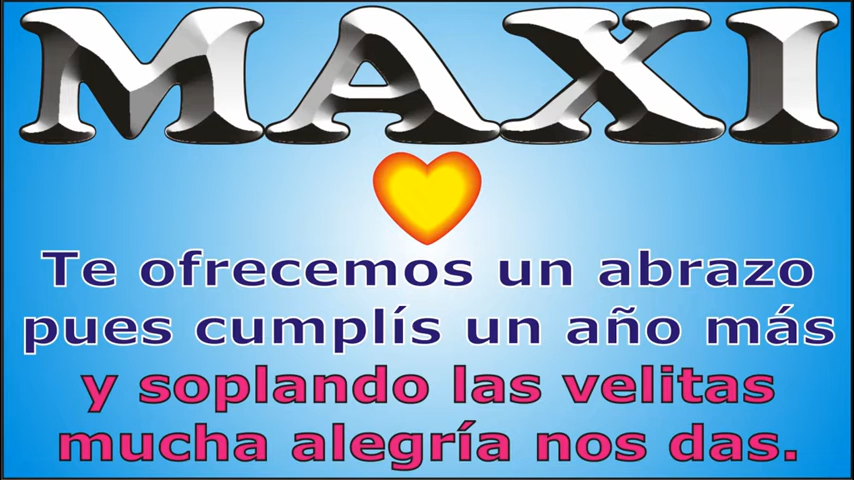 MAXI
Te ofrecemos un abrazo
pues cumplís un año más
y soplando las velitas
mucha alegría nos das.